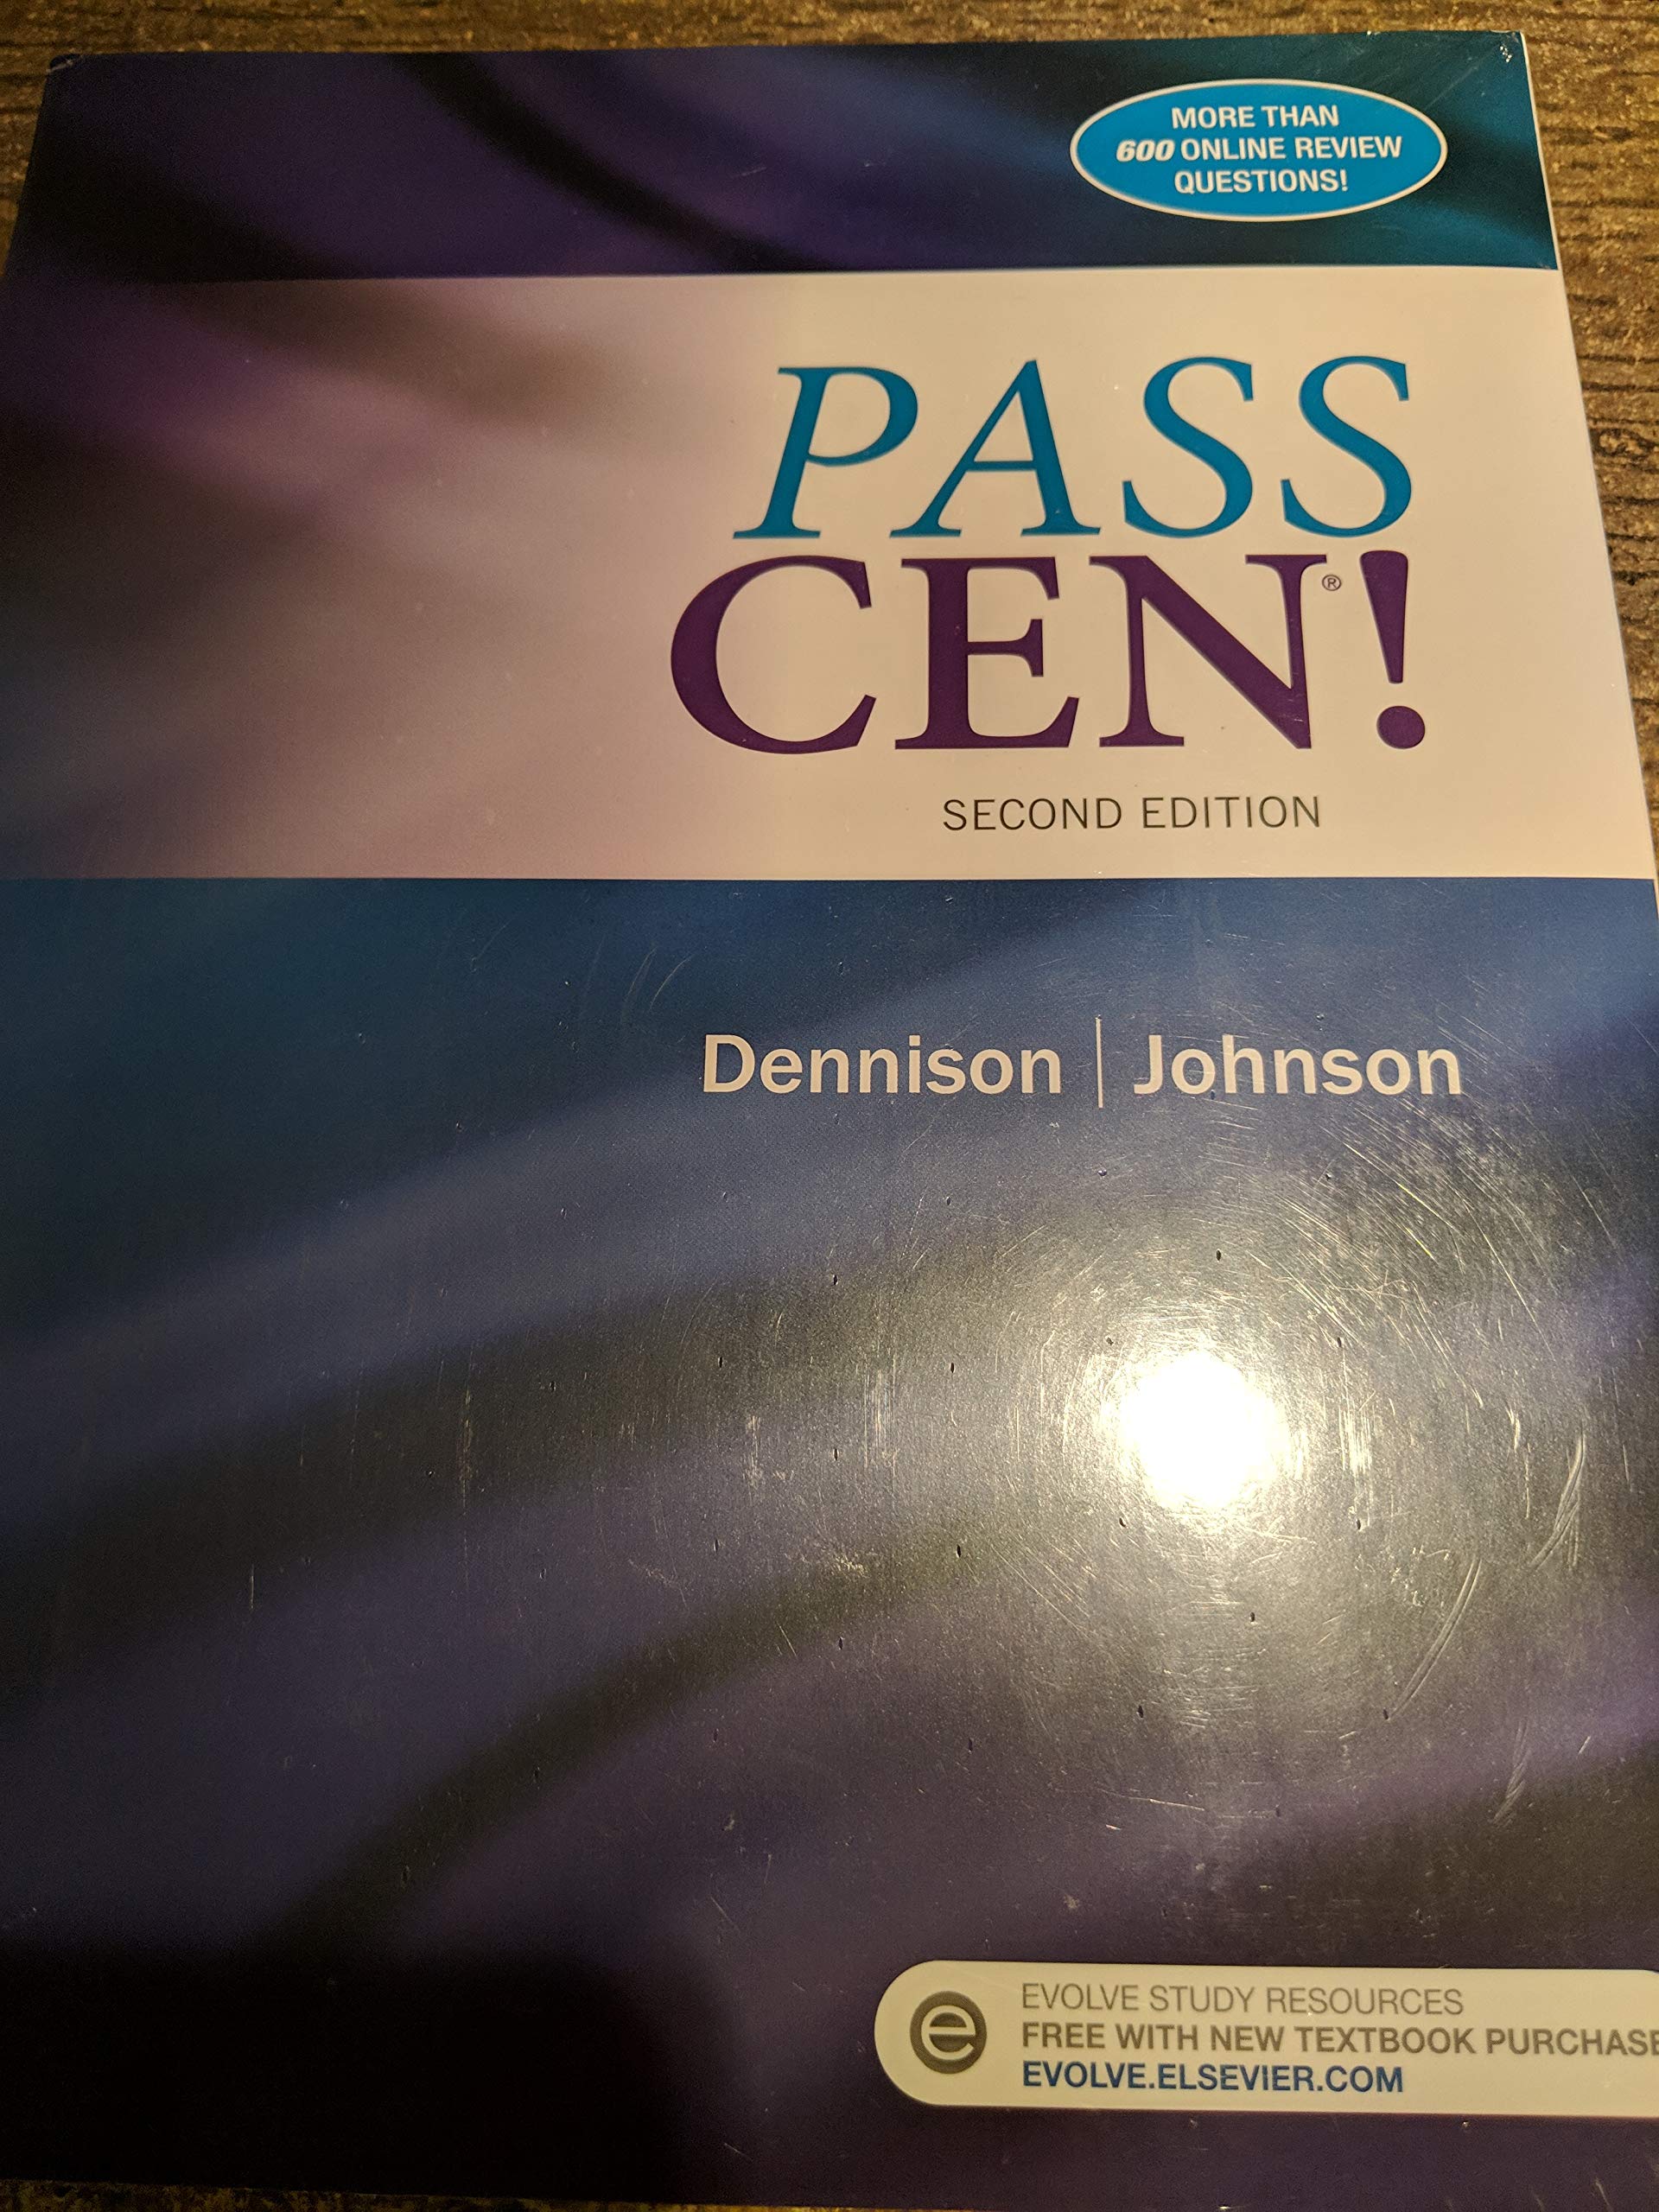 MORE THAN
600 ONLINE REVIEW
QUESTIONS!
PASS
CEN®!
SECOND EDITION
Dennison | Johnson
e
EVOLVE STUDY RESOURCES
FREE WITH NEW TEXTBOOK PURCHASE
EVOLVE.ELSEVIER.COM